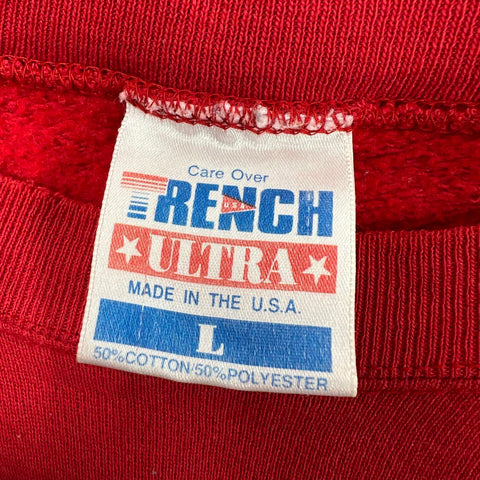 Care Over
TRENCH
U.S.A.
ULTRA
MADE IN THE U.S.A.
L
50%COTTON/50%POLYESTER